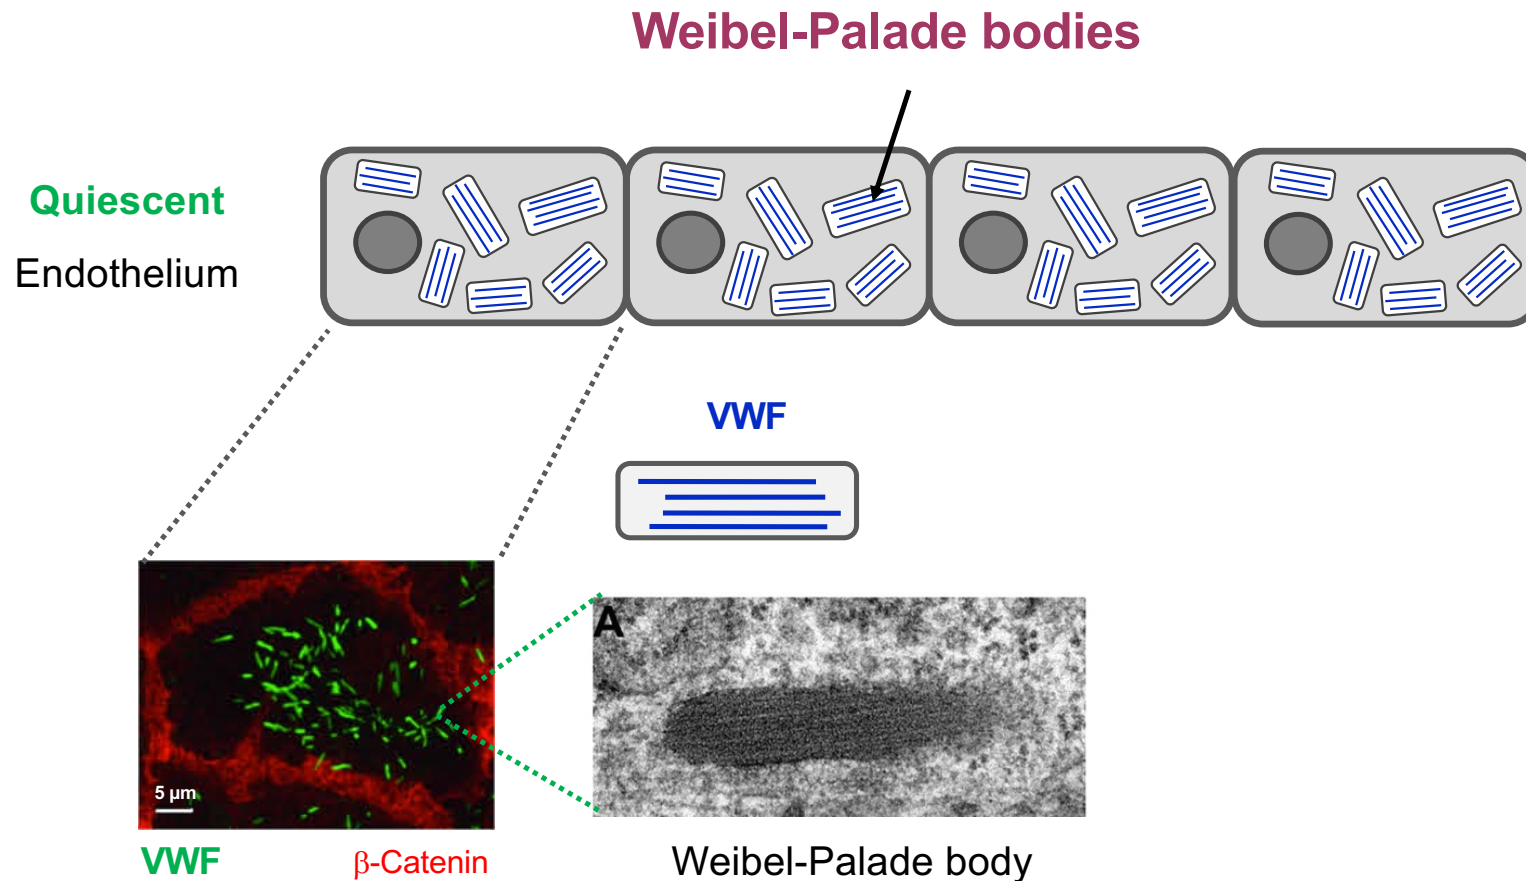 Weibel-Palade bodies
Quiescent
Endothelium
VWF
A
5 µm
VWF
β-Catenin
Weibel-Palade body